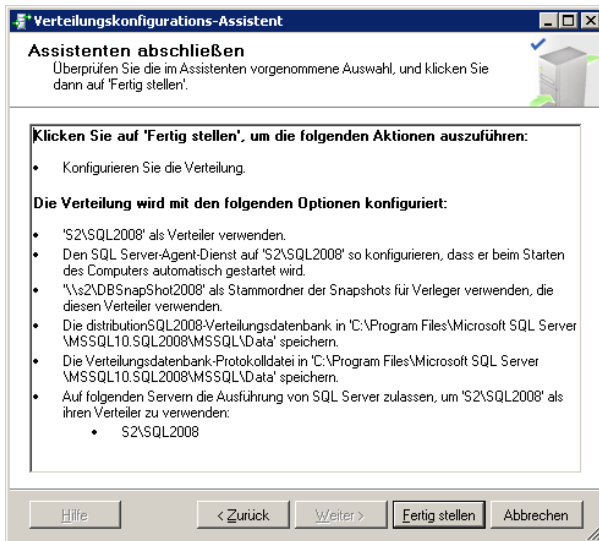 Verteilungskonfigurations-Assistent
Assistenten abschließen
Überprüfen Sie die im Assistenten vorgenommene Auswahl, und klicken Sie
dann auf 'Fertig stellen'.
Klicken Sie auf 'Fertig stellen', um die folgenden Aktionen auszuführen:
• Konfigurieren Sie die Verteilung.
Die Verteilung wird mit den folgenden Optionen konfiguriert:
• 'S2\SQL2008' als Verteiler verwenden.
• Den SQL Server-Agent-Dienst auf 'S2\SQL2008' so konfigurieren, dass er beim Starten
des Computers automatisch gestartet wird.
• '\\s2\DBSnapShot2008' als Stammordner der Snapshots für Verleger verwenden, die
diesen Verteiler verwenden.
• Die distributionSQL2008-Verteilungsdatenbank in 'C:\Program Files\Microsoft SQL Server
\MSSQL10.SQL2008\MSSQL\Data' speichern.
• Die Verteilungsdatenbank-Protokolldatei in 'C:\Program Files\Microsoft SQL Server
\MSSQL10.SQL2008\MSSQL\Data' speichern.
• Auf folgenden Servern die Ausführung von SQL Server zulassen, um 'S2\SQL2008' als
ihren Verteiler zu verwenden:
• S2\SQL2008
Hilfe < Zurück Weiter > Fertig stellen Abbrechen